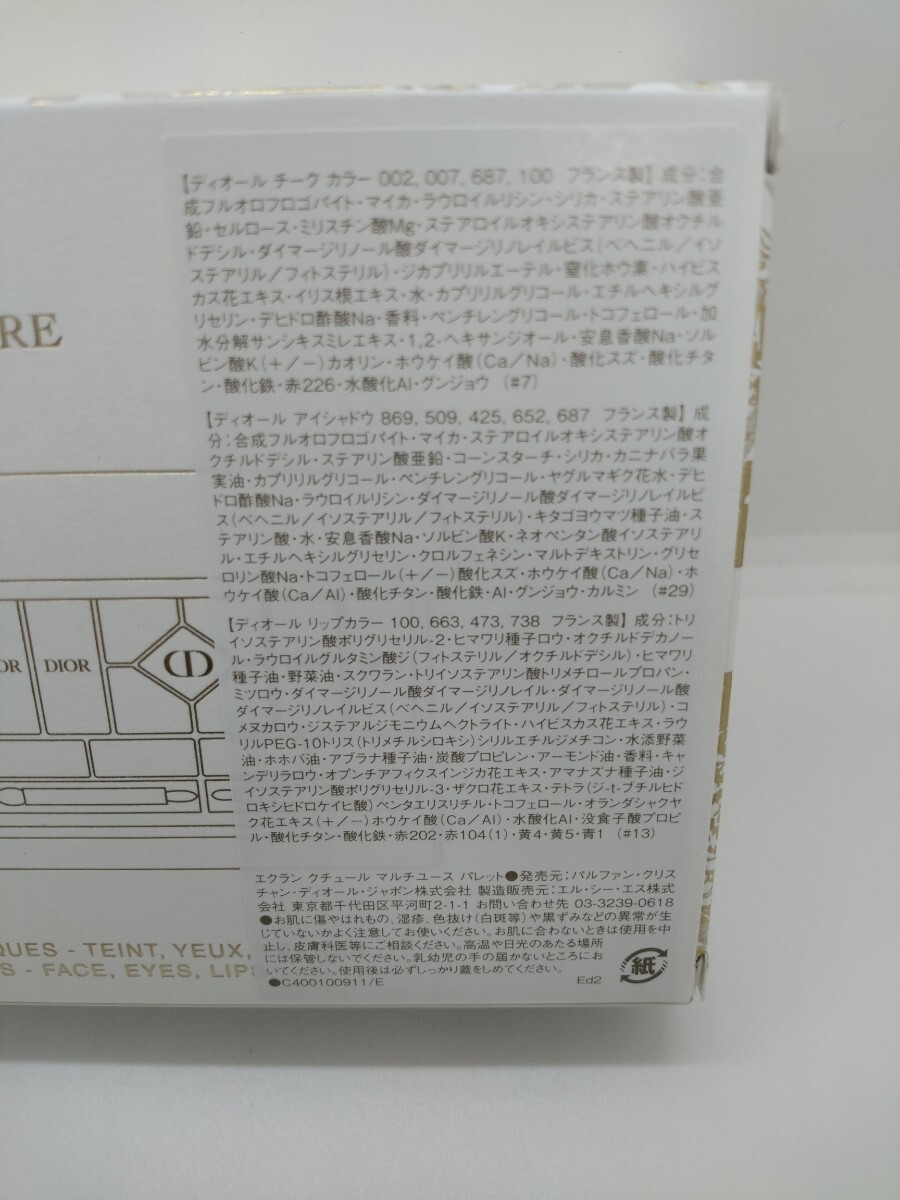 RE
【ディオール チーク カラー 002, 007, 687, 100 フランス製】成分：合
成フルオロフロゴパイト・マイカ・ラウロイルリシン・シリカ・ステアリン酸亜
鉛・セルロース・ミリスチン酸Mg・ステアロイルオキシステアリン酸オクチル
ドデシル・ダイマージリノール酸ダイマージリノレイルビス（ベヘニル／イソ
ステアリル／フィトステリル）・ジカプリリルエーテル・窒化ホウ素・ハイビス
カス花エキス・イリス根エキス・水・カプリリルグリコール・エチルヘキシルグ
リセリン・デヒドロ酢酸Na・香料・ペンチレングリコール・トコフェロール・加
水分解サンシキスミレエキス・1,2-ヘキサンジオール・安息香酸Na・ソル
ビン酸K（＋／−）カオリン・ホウケイ酸（Ca／Na）・酸化スズ・酸化チタ
ン・酸化鉄・赤226・水酸化Al・グンジョウ （#7）
【ディオール アイシャドウ 869, 509, 425, 652, 687 フランス製】成
分：合成フルオロフロゴパイト・マイカ・ステアロイルオキシステアリン酸オ
クチルドデシル・ステアリン酸亜鉛・コーンスターチ・シリカ・カニナバラ果
実油・カプリリルグリコール・ペンチレングリコール・ヤグルマギク花水・デヒ
ドロ酢酸Na・ラウロイルリシン・ダイマージリノール酸ダイマージリノレイルビ
ス（ベヘニル／イソステアリル／フィトステリル）・キタゴヨウマツ種子油・ス
テアリン酸・水・安息香酸Na・ソルビン酸K・ネオペンタン酸イソステアリ
ル・エチルヘキシルグリセリン・クロルフェネシン・マルトデキストリン・グリセ
ロリン酸Na・トコフェロール（＋／−）酸化スズ・ホウケイ酸（Ca／Na）・ホ
ウケイ酸（Ca／Al）・酸化チタン・酸化鉄・Al・グンジョウ・カルミン （#29）
【ディオール リップカラー 100, 663, 473, 738 フランス製】成分：トリ
イソステアリン酸ポリグリセリル-2・ヒマワリ種子ロウ・オクチルドデカノー
ル・ラウロイルグルタミン酸ジ（フィトステリル／オクチルドデシル）・ヒマワリ
種子油・野菜油・スクワラン・トリイソステアリン酸トリメチロールプロパン・
ミツロウ・ダイマージリノール酸ダイマージリノレイル・ダイマージリノール酸
ダイマージリノレイルビス（ベヘニル／イソステアリル／フィトステリル）・コ
メヌカロウ・ジステアルジモニウムヘクトライト・ハイビスカス花エキス・ラウ
リルPEG-10トリス（トリメチルシロキシ）シリルエチルジメチコン・水添野菜
油・ホホバ油・アブラナ種子油・炭酸プロピレン・アーモンド油・香料・キャ
ンデリラロウ・オプンチアフィクスインジカ花エキス・アマナズナ種子油・ジ
イソステアリン酸ポリグリセリル-3・ザクロ花エキス・テトラ（ジ-t-ブチルヒド
ロキシヒドロケイヒ酸）ペンタエリスリチル・トコフェロール・オランダシャクヤ
ク花エキス（＋／−）ホウケイ酸（Ca／Al）・水酸化Al・没食子酸プロピ
ル・酸化チタン・酸化鉄・赤202・赤104（1）・黄4・黄5・青1 （#13）
OR DIOR CD
エクラン クチュール マルチユース パレット●発売元：パルファン・クリス
チャン・ディオール・ジャポン株式会社 製造販売元：エル・シー・エス株式会
社 東京都千代田区平河町2-1-1 お問い合わせ先 03-3239-0618
●お肌に傷やはれもの、湿疹、色抜け（白斑等）や黒ずみなどの異常が生
じていないかよく注意してお使いください。お肌に合わないときは使用を中
止し、皮膚科医等にご相談ください。高温や日光のあたる場所
には保管しないでください。乳幼児の手の届かないところにお
いてください。使用後は必ずしっかり蓋をしめてください。
●C400100911/E Ed2
紙
QUES - TEINT, YEUX,
S - FACE, EYES, LIPS